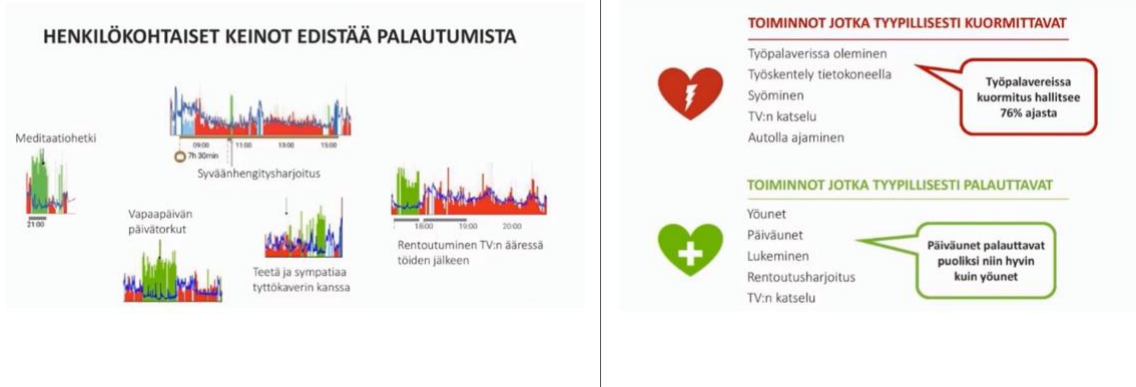 HENKILÖKOHTAISET KEINOT EDISTÄÄ PALAUTUMISTA
Meditaatiohetki
21:00
09:00 11:00 13:00 15:00
7h 30min
Syväänhengitysharjoitus
Vapaapäivän
päivätorkut
Teetä ja sympatiaa
tyttökaverin kanssa
18:00 19:00 20:00
Rentoutuminen TV:n ääressä
töiden jälkeen
TOIMINNOT JOTKA TYYPILLISESTI KUORMITTAVAT
Työpalaverissa oleminen
Työskentely tietokoneella
Syöminen
TV:n katselu
Autolla ajaminen
Työpalavereissa
kuormitus hallitsee
76% ajasta
TOIMINNOT JOTKA TYYPILLISESTI PALAUTTAVAT
Yöunet
Päiväunet
Lukeminen
Rentoutusharjoitus
TV:n katselu
Päiväunet palauttavat
puoliksi niin hyvin
kuin yöunet